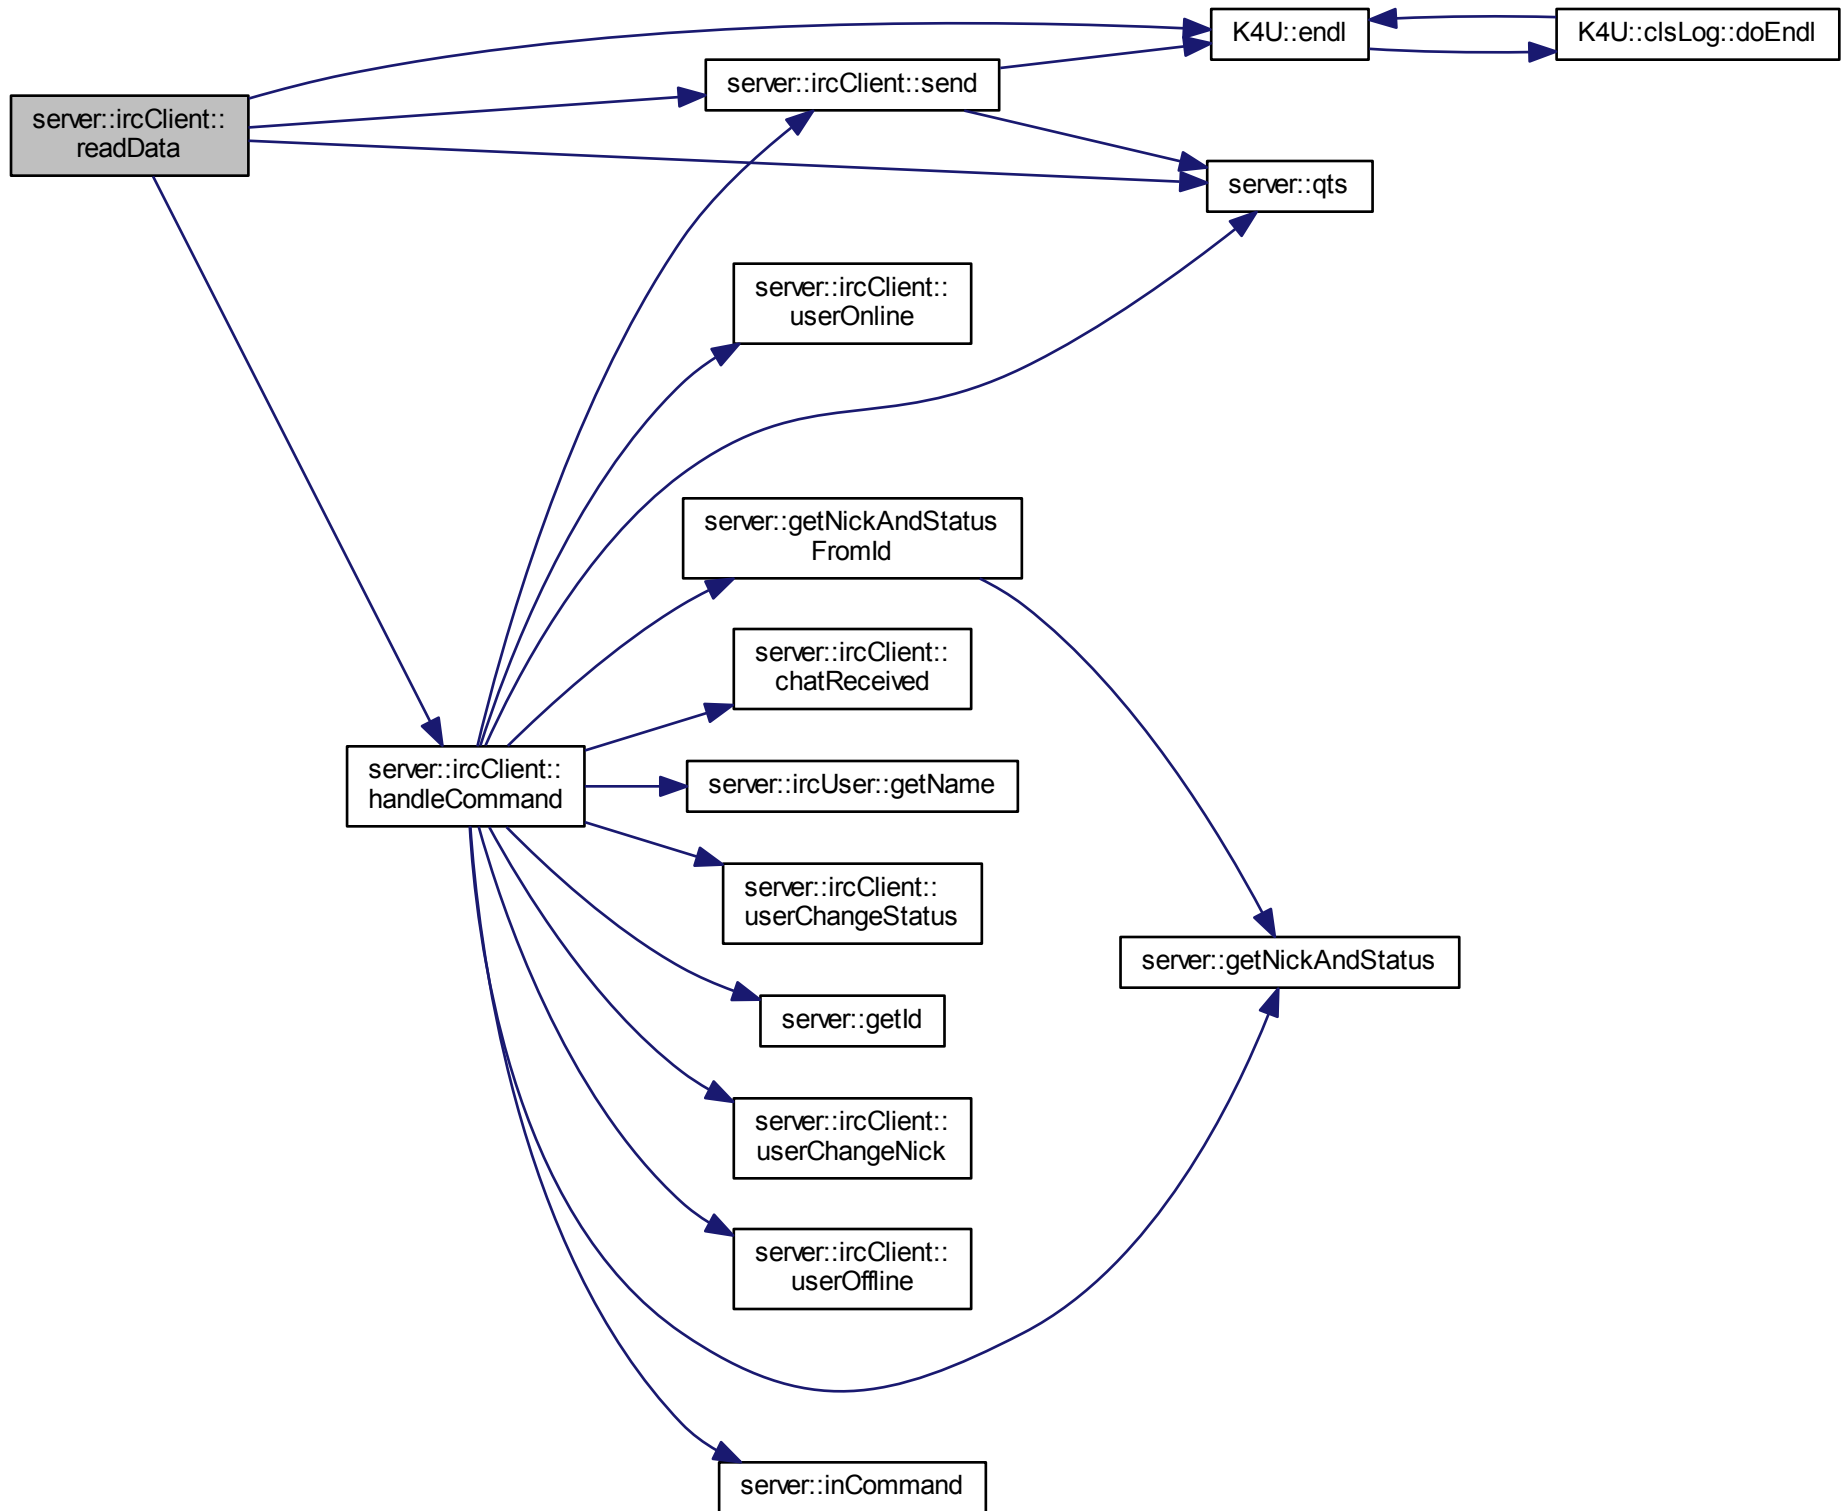 K4U::endl
K4U::clsLog::doEndl
server::ircClient::send
server::ircClient::
readData
server::qts
server::ircClient::
userOnline
server::getNickAndStatus
FromId
server::ircClient::
chatReceived
server::ircClient::
handleCommand
server::ircUser::getName
server::ircClient::
userChangeStatus
server::getNickAndStatus
server::getId
server::ircClient::
userChangeNick
server::ircClient::
userOffline
server::inCommand